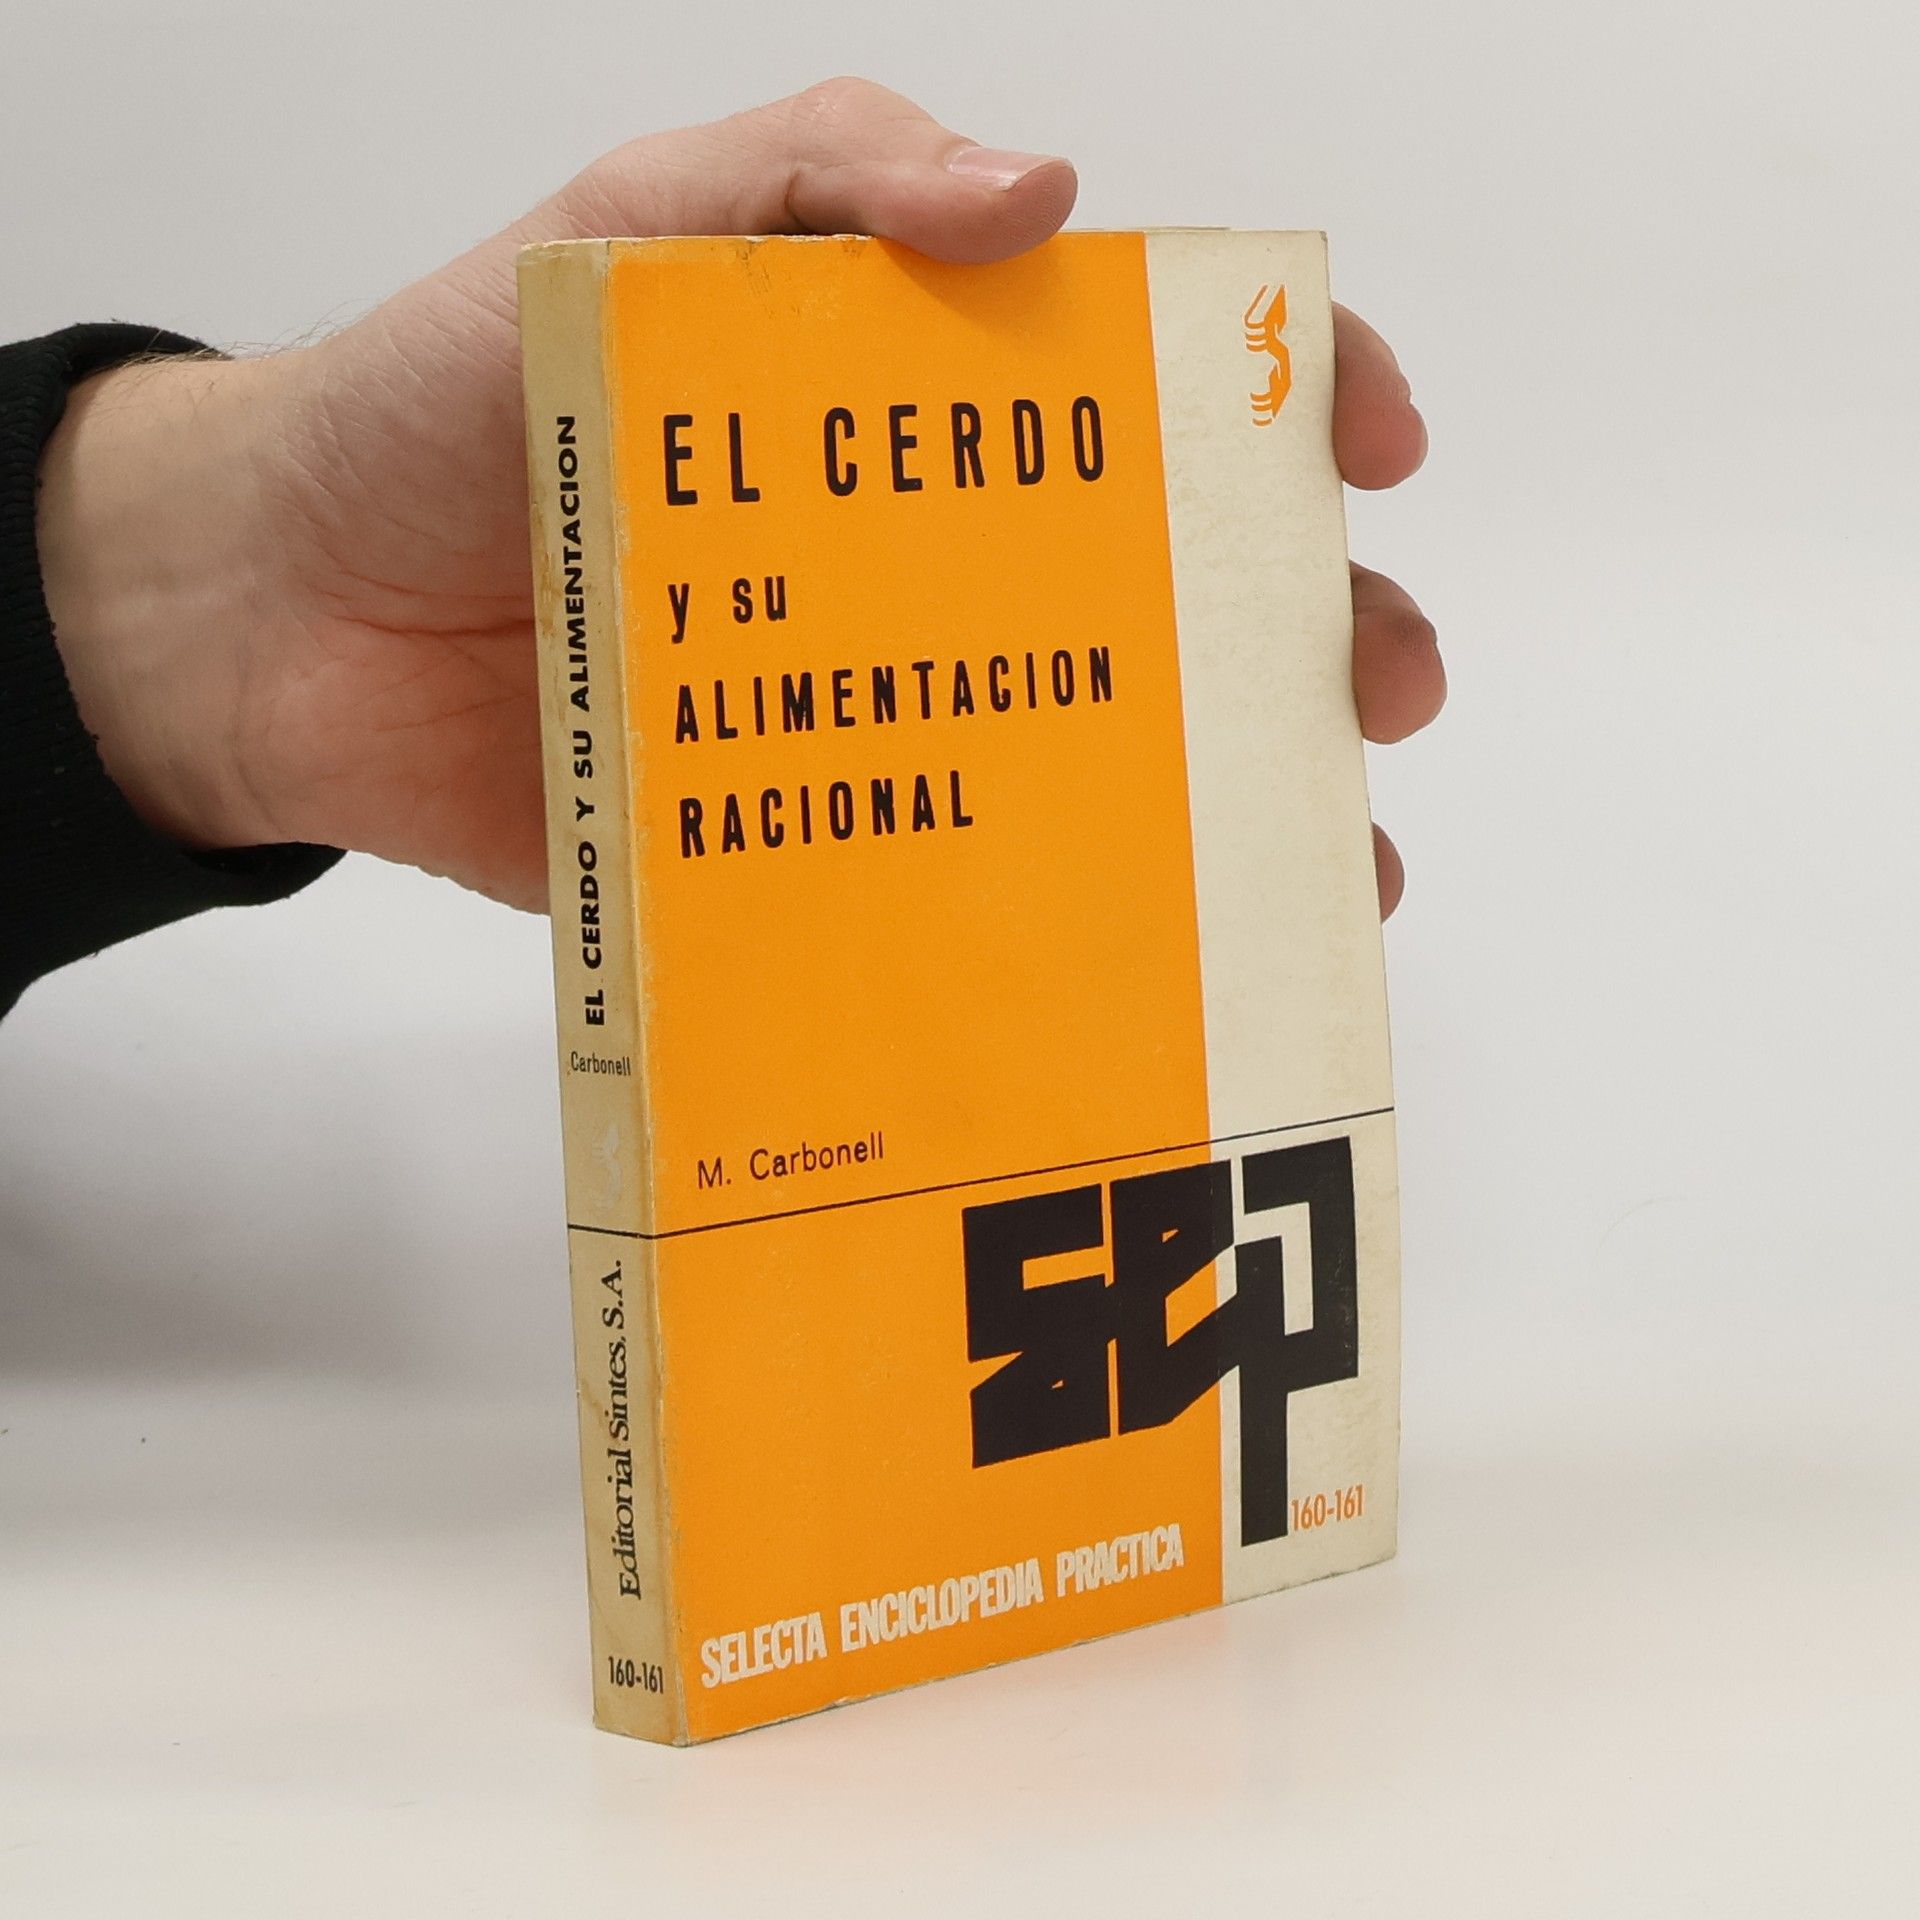 EL CERDO Y SU ALIMENTACION
Carbonell
Editorial Sintes, S.A.
160-161
EL CERDO
y su
ALIMENTACION
RACIONAL
M. Carbonell
sep
160-161
SELECTA ENCICLOPEDIA PRACTICA